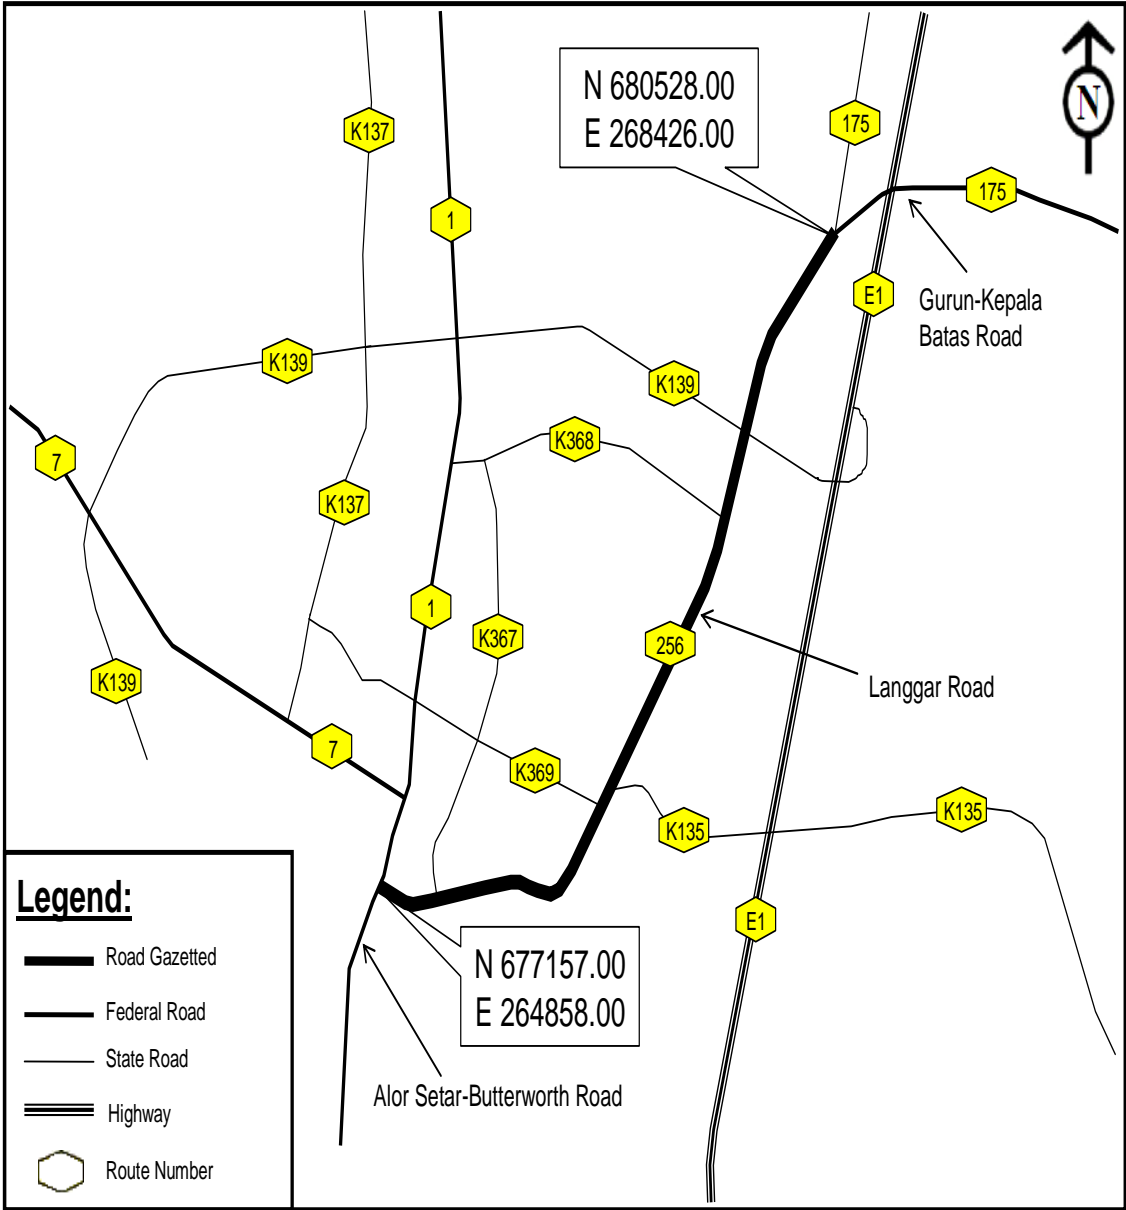 N 680528.00
E 268426.00
N
K137
175
175
1
E1
Gurun-Kepala
Batas Road
K139
K139
K368
7
K137
1
K367
256
Langgar Road
K139
7
K369
K135
K135
E1
N 677157.00
E 264858.00
Alor Setar-Butterworth Road
Legend:
Road Gazetted
Federal Road
State Road
Highway
Route Number